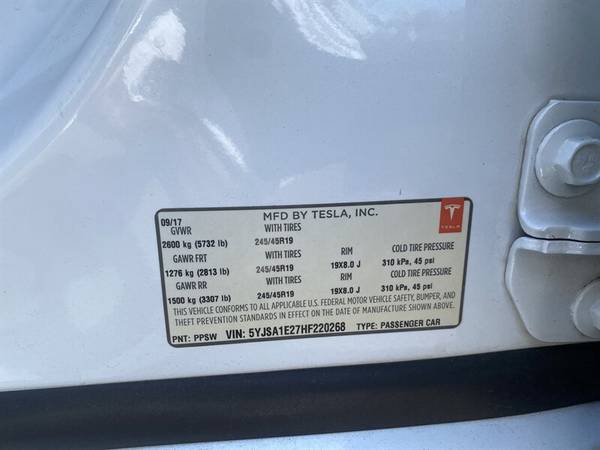 09/17 MFD BY TESLA, INC.
GVWR WITH TIRES
2600 kg (5732 lb) 245/45R19
GAWR FRT WITH TIRES RIM COLD TIRE PRESSURE
1276 kg (2813 lb) 245/45R19 19X8.0 J 310 kPa, 45 psi
GAWR RR WITH TIRES RIM COLD TIRE PRESSURE
1500 kg (3307 lb) 245/45R19 19X8.0 J 310 kPa, 45 psi
THIS VEHICLE CONFORMS TO ALL APPLICABLE U.S. FEDERAL MOTOR VEHICLE SAFETY, BUMPER, AND
THEFT PREVENTION STANDARDS IN EFFECT ON THE DATE OF MANUFACTURE SHOWN ABOVE.
PNT: PPSW VIN: 5YJSA1E27HF220268 TYPE: PASSENGER CAR
TESLA